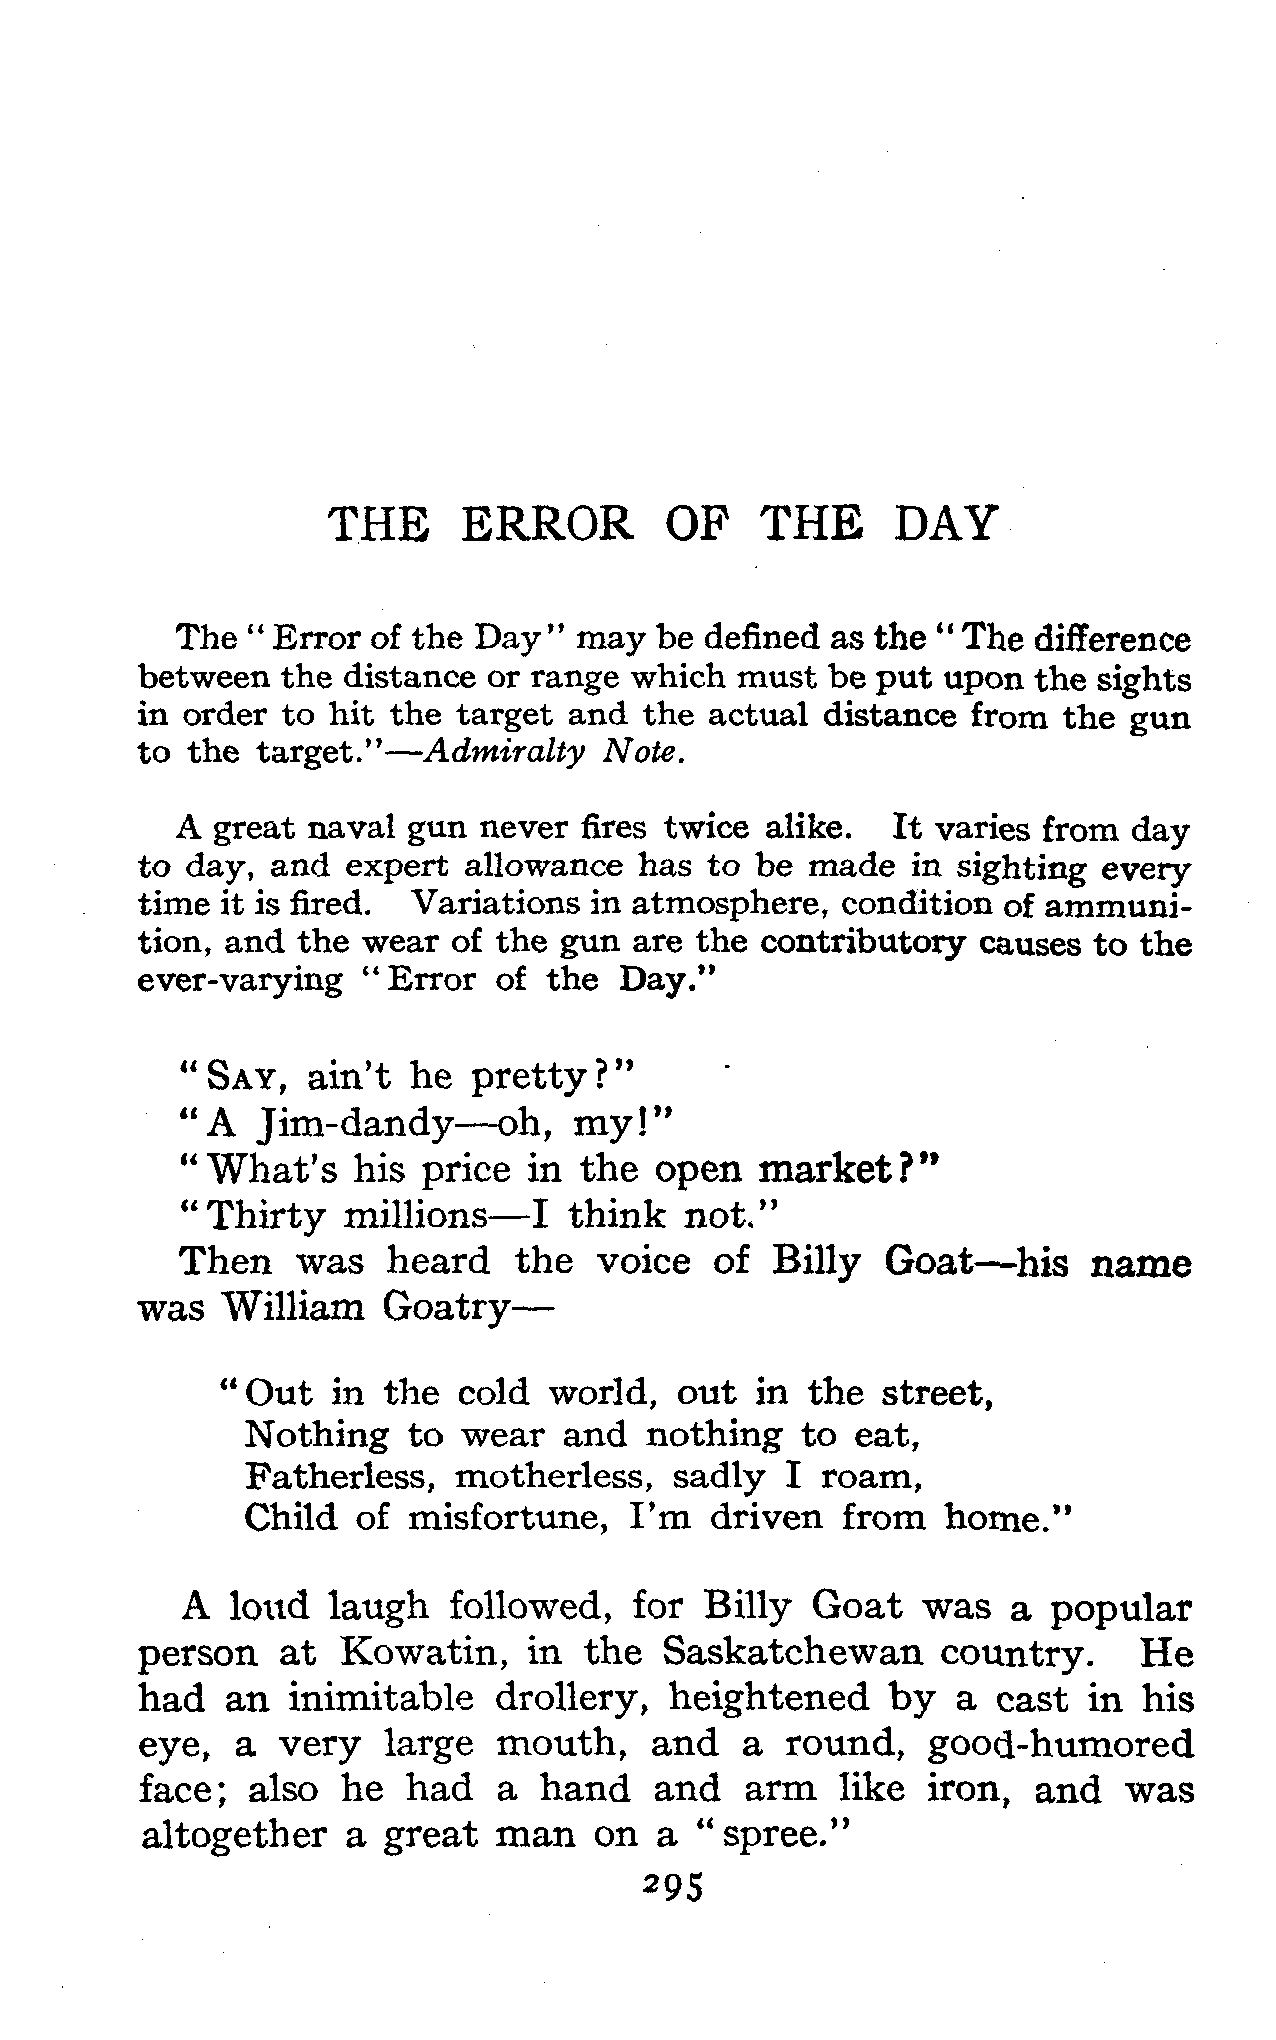 THE ERROR OF THE DAY
The "Error of the Day" may be defined as the "The difference
between the distance or range which must be put upon the sights
in order to hit the target and the actual distance from the gun
to the target."—Admiralty Note.
A great naval gun never fires twice alike. It varies from day
to day, and expert allowance has to be made in sighting every
time it is fired. Variations in atmosphere, condition of ammuni-
tion, and the wear of the gun are the contributory causes to the
ever-varying "Error of the Day."
"SAY, ain't he pretty?"
"A Jim-dandy—oh, my!"
"What's his price in the open market?"
"Thirty millions—I think not."
Then was heard the voice of Billy Goat—his name
was William Goatry—
"Out in the cold world, out in the street,
Nothing to wear and nothing to eat,
Fatherless, motherless, sadly I roam,
Child of misfortune, I'm driven from home."
A loud laugh followed, for Billy Goat was a popular
person at Kowatin, in the Saskatchewan country. He
had an inimitable drollery, heightened by a cast in his
eye, a very large mouth, and a round, good-humored
face; also he had a hand and arm like iron, and was
altogether a great man on a "spree."
295